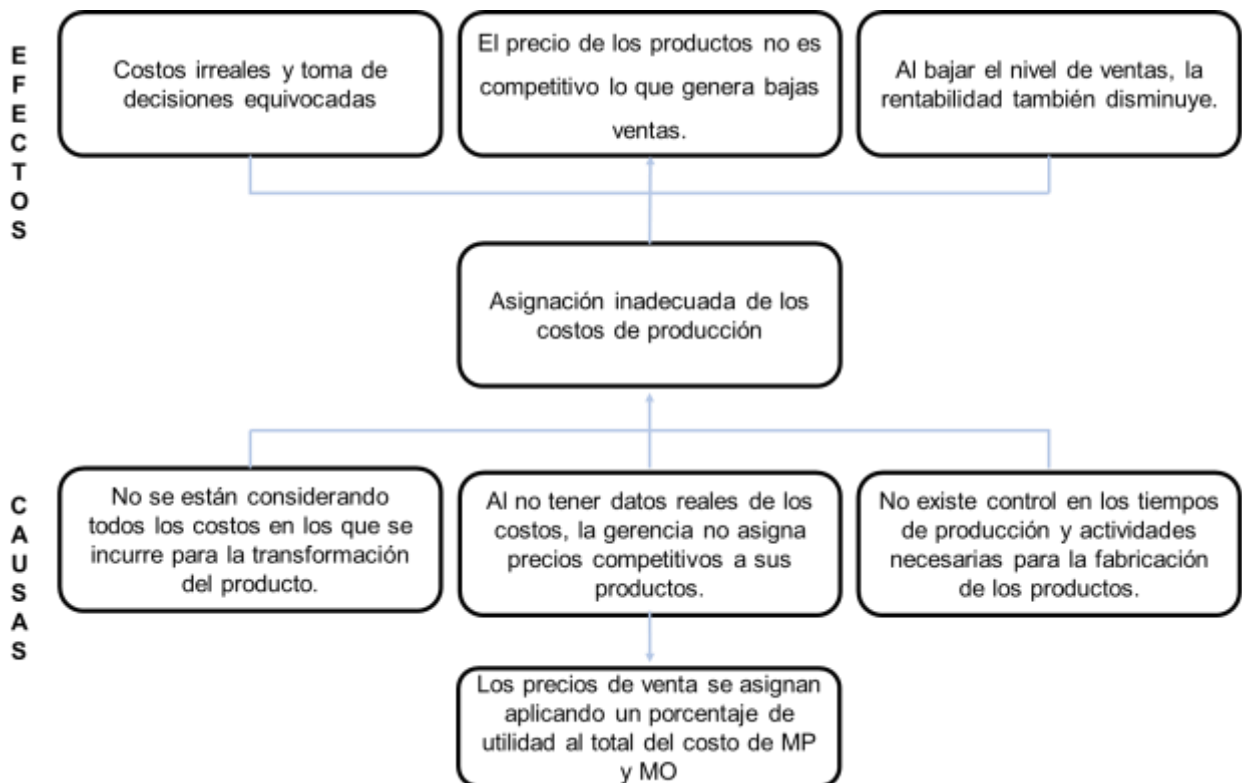 EFECTOS
Costos irreales y toma de
decisiones equivocadas
El precio de los productos no es
competitivo lo que genera bajas
ventas.
Al bajar el nivel de ventas, la
rentabilidad también disminuye.
Asignación inadecuada de los
costos de producción
CAUSAS
No se están considerando
todos los costos en los que se
incurre para la transformación
del producto.
Al no tener datos reales de los
costos, la gerencia no asigna
precios competitivos a sus
productos.
No existe control en los tiempos
de producción y actividades
necesarias para la fabricación
de los productos.
Los precios de venta se asignan
aplicando un porcentaje de
utilidad al total del costo de MP
y MO